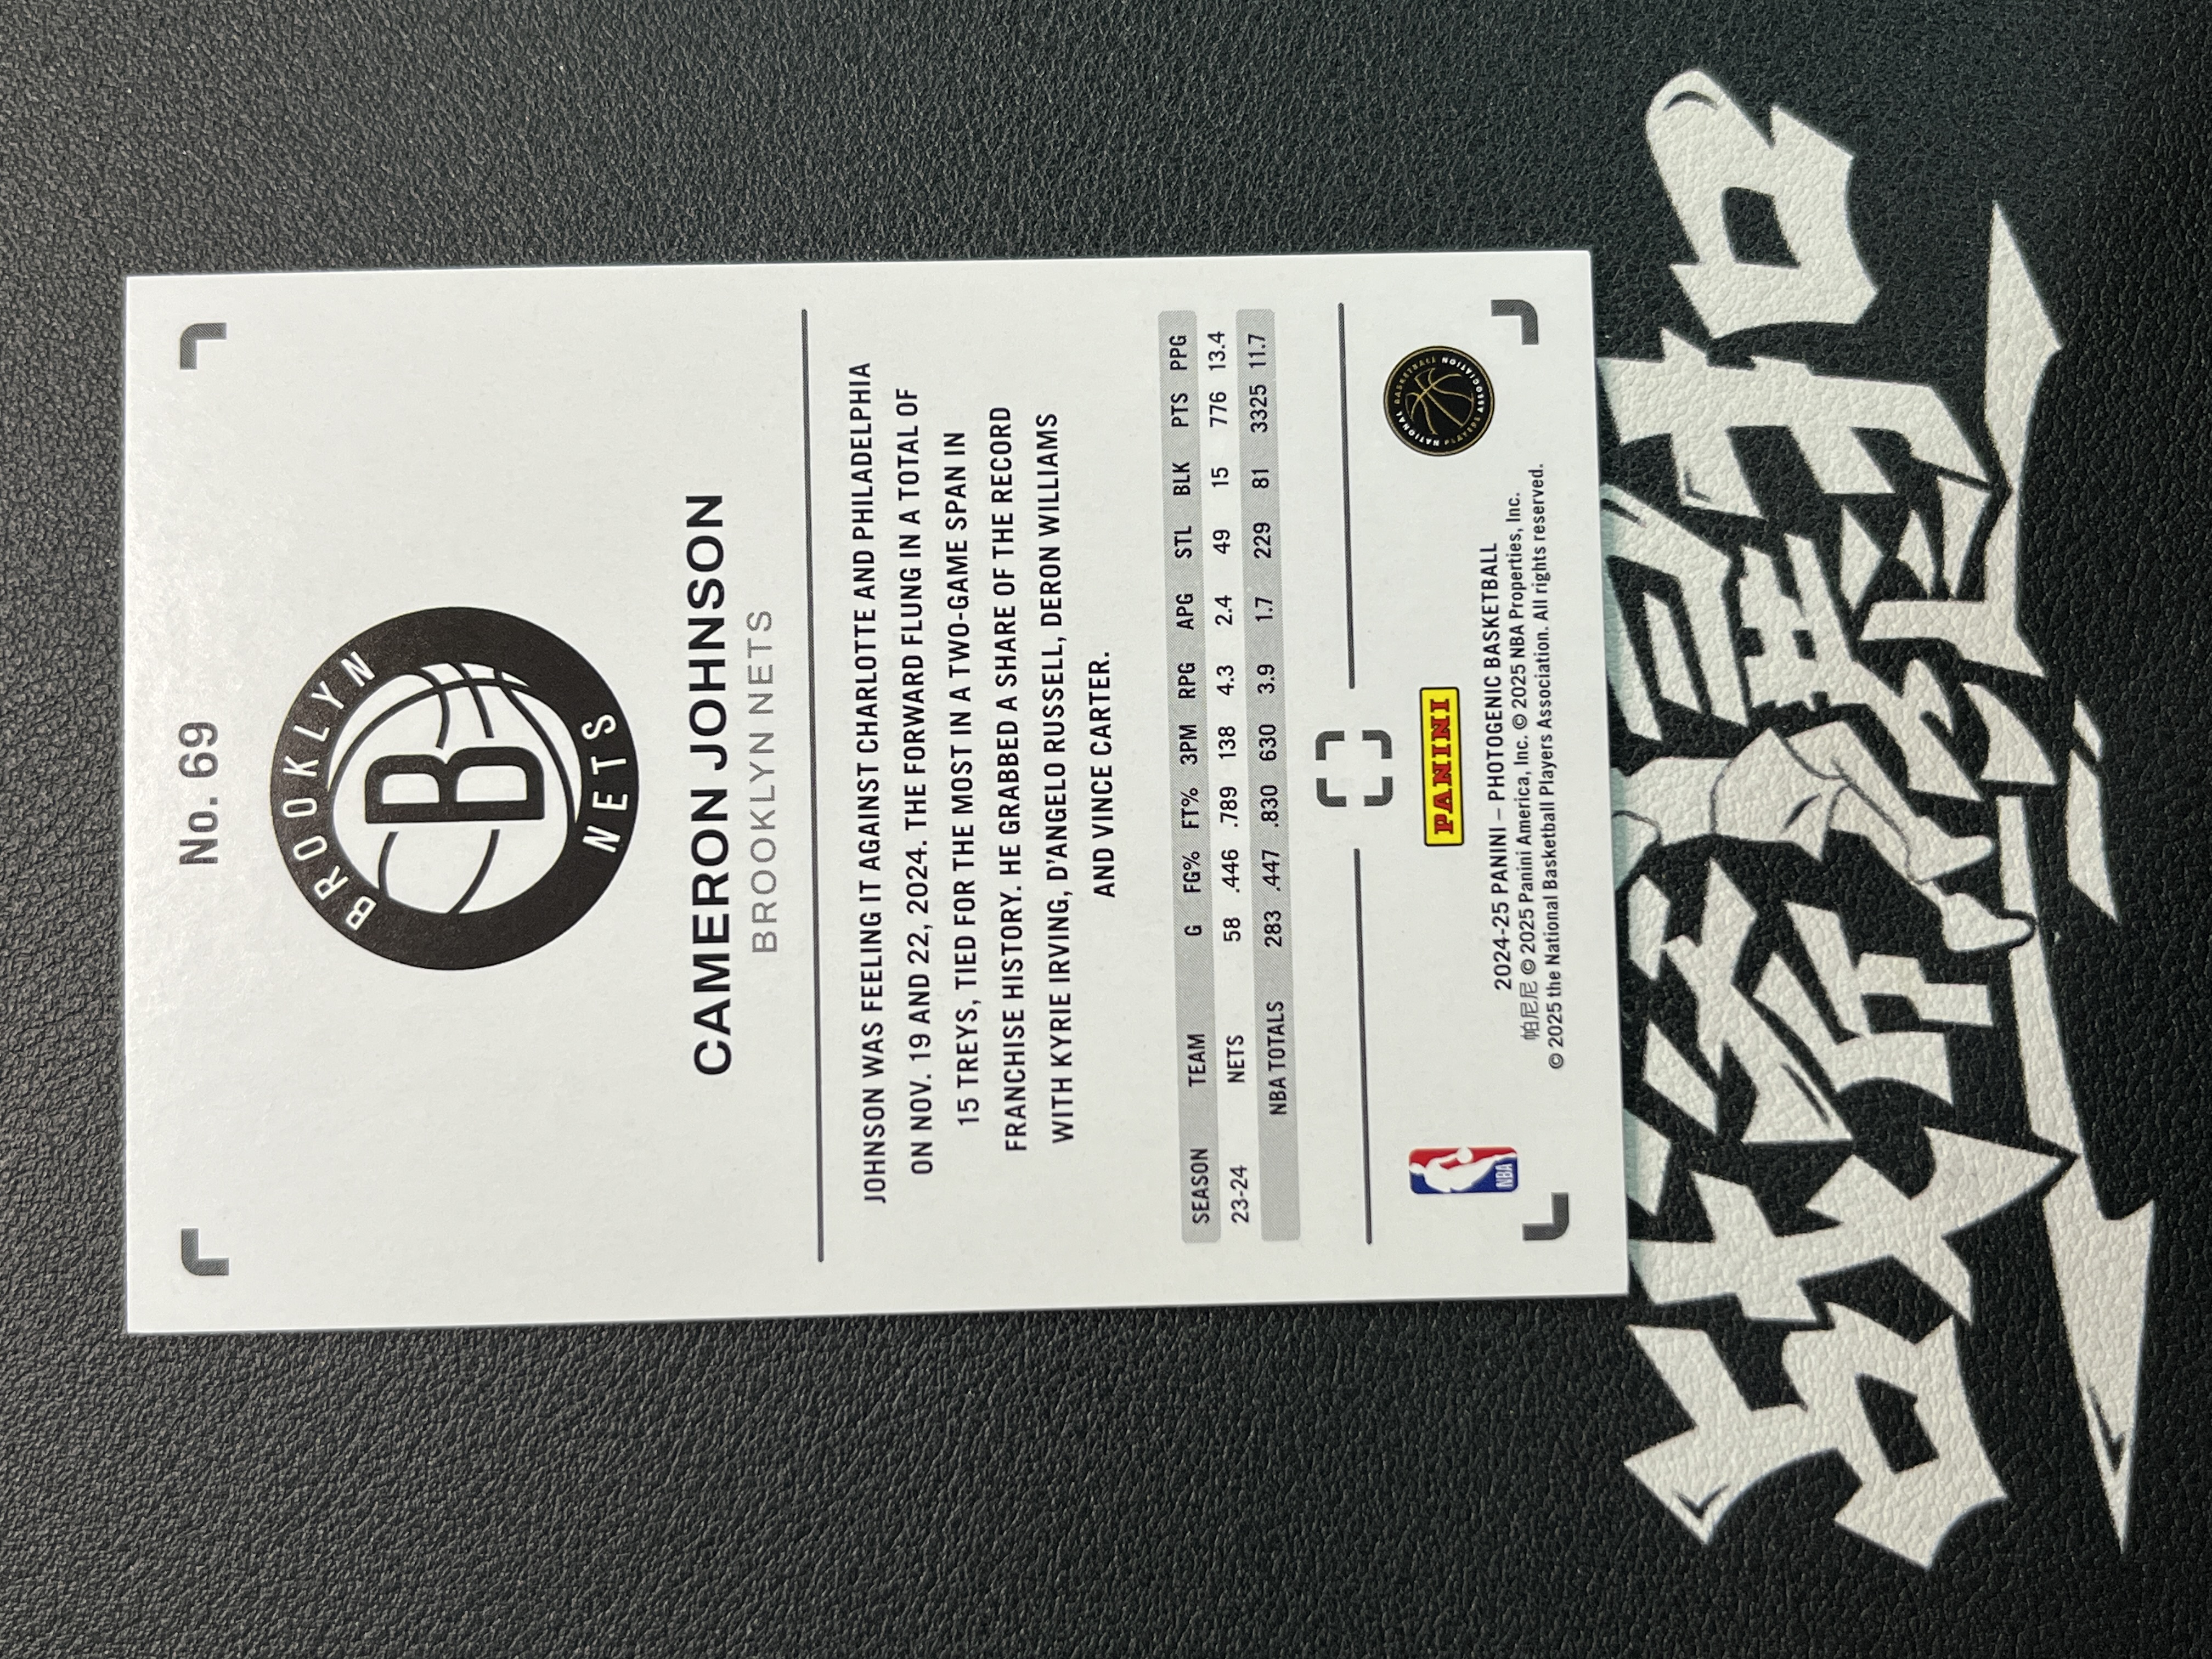 No. 69
BROOKLYN
B
NETS
CAMERON JOHNSON
BROOKLYN NETS
JOHNSON WAS FEELING IT AGAINST CHARLOTTE AND PHILADELPHIA
ON NOV. 19 AND 22, 2024. THE FORWARD FLUNG IN A TOTAL OF
15 TREYS, TIED FOR THE MOST IN A TWO-GAME SPAN IN
FRANCHISE HISTORY. HE GRABBED A SHARE OF THE RECORD
WITH KYRIE IRVING, D'ANGELO RUSSELL, DERON WILLIAMS
AND VINCE CARTER.
SEASON TEAM G FG% FT% 3PM RPG APG STL BLK PTS PPG
23-24 NETS 58 .446 .789 138 4.3 2.4 49 15 776 13.4
NBA TOTALS 283 .447 .830 630 3.9 1.7 229 81 3325 11.7
NBA
PANINI
NATIONAL BASKETBALL
PLAYERS ASSOCIATION
2024-25 PANINI – PHOTOGENIC BASKETBALL
帕尼尼 © 2025 Panini America, Inc. © 2025 NBA Properties, Inc.
© 2025 the National Basketball Players Association. All rights reserved.